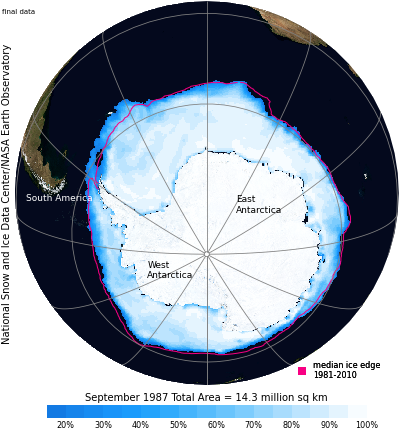 final data
National Snow and Ice Data Center/NASA Earth Observatory
South America
East
Antarctica
West
Antarctica
median ice edge
1981-2010
September 1987 Total Area = 14.3 million sq km
20% 30% 40% 50% 60% 70% 80% 90% 100%